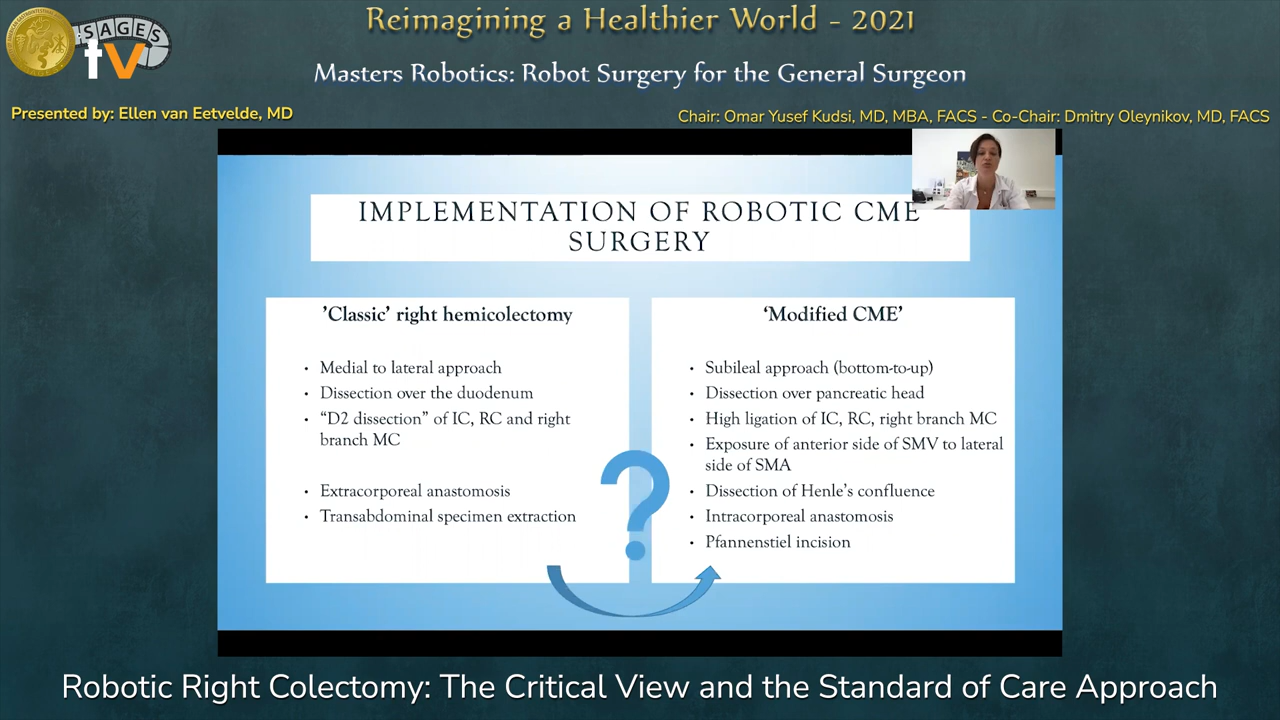 Reimagining a Healthier World - 2021
SAGES
tv
Masters Robotics: Robot Surgery for the General Surgeon
Presented by: Ellen van Eetvelde, MD
Chair: Omar Yusef Kudsi, MD, MBA, FACS - Co-Chair: Dmitry Oleynikov, MD, FACS
IMPLEMENTATION OF ROBOTIC CME
SURGERY
'Classic' right hemicolectomy
• Medial to lateral approach
• Dissection over the duodenum
• “D2 dissection” of IC, RC and right
branch MC
• Extracorporeal anastomosis
• Transabdominal specimen extraction
?
‘Modified CME’
• Subileal approach (bottom-to-up)
• Dissection over pancreatic head
• High ligation of IC, RC, right branch MC
• Exposure of anterior side of SMV to lateral
side of SMA
• Dissection of Henle’s confluence
• Intracorporeal anastomosis
• Pfannenstiel incision
Robotic Right Colectomy: The Critical View and the Standard of Care Approach